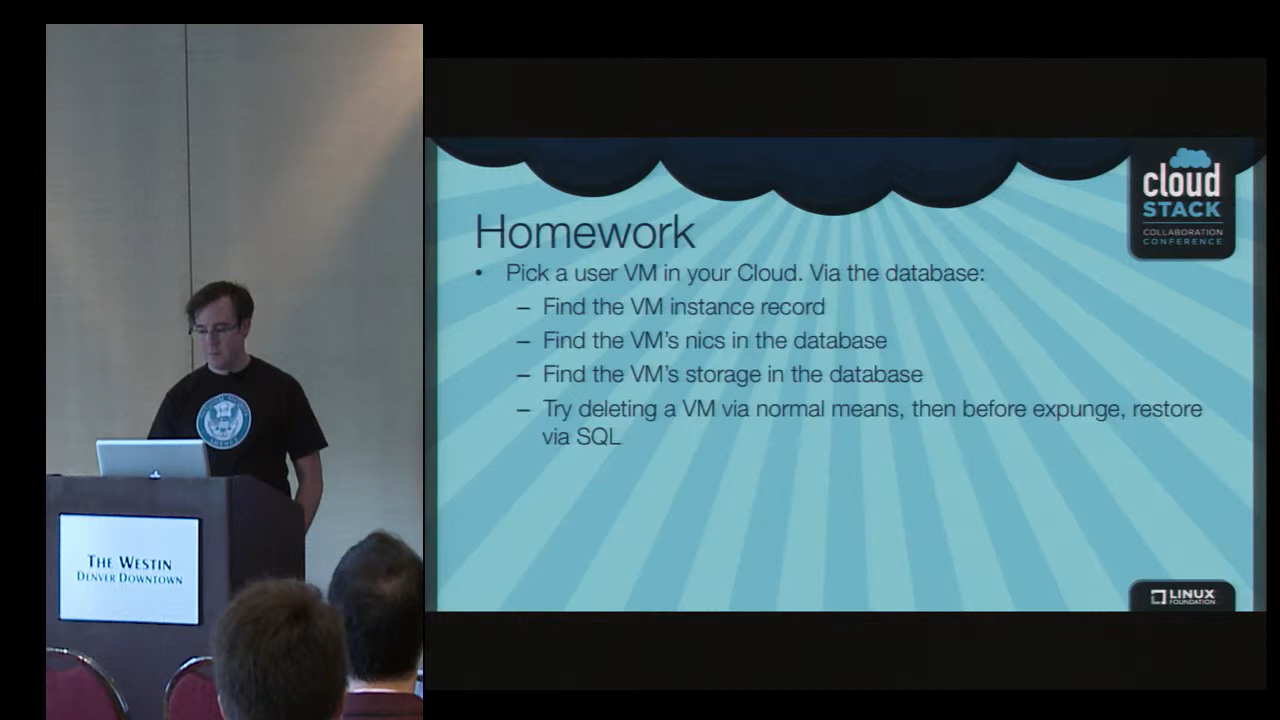 cloud
STACK
COLLABORATION
CONFERENCE
Homework
• Pick a user VM in your Cloud. Via the database:
– Find the VM instance record
– Find the VM's nics in the database
– Find the VM's storage in the database
– Try deleting a VM via normal means, then before expunge, restore
via SQL
THE WESTIN
DENVER DOWNTOWN
LINUX
FOUNDATION